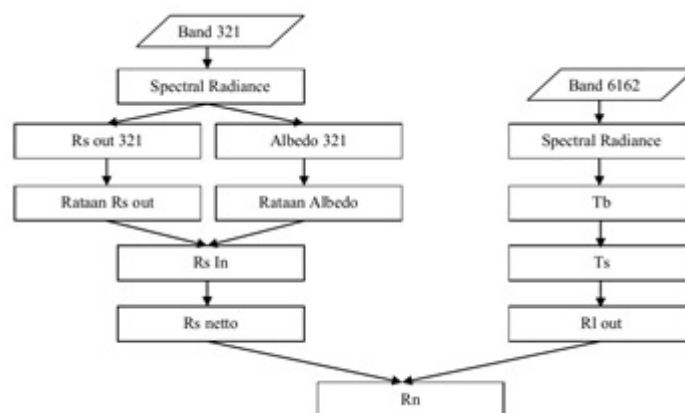 Band 321
Spectral Radiance
Rs out 321
Albedo 321
Rataan Rs out
Rataan Albedo
Rs In
Rs netto
Band 6162
Spectral Radiance
Tb
Ts
Rl out
Rn